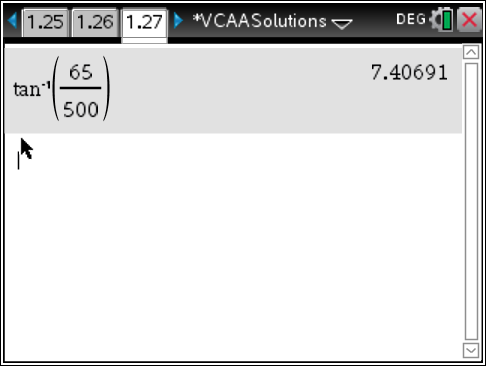 1.25 1.26 1.27 *VCAASolutions DEG
tan⁻¹(65/500) 7.40691